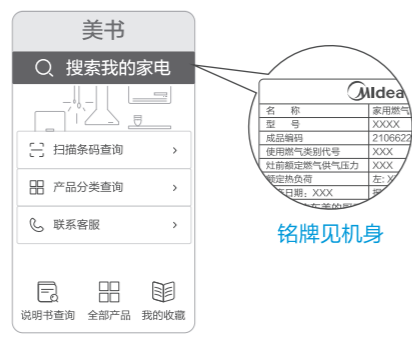 美书
搜索我的家电
扫描条码查询
产品分类查询
联系客服
说明书查询 全部产品 我的收藏
Midea
名 称 家用燃气
型 号 XXXX
成品编码 2106622
使用燃气类别代号 XXX
灶前额定燃气供气压力 XXX
额定热负荷 左: X
日期: XXX
铭牌见机身